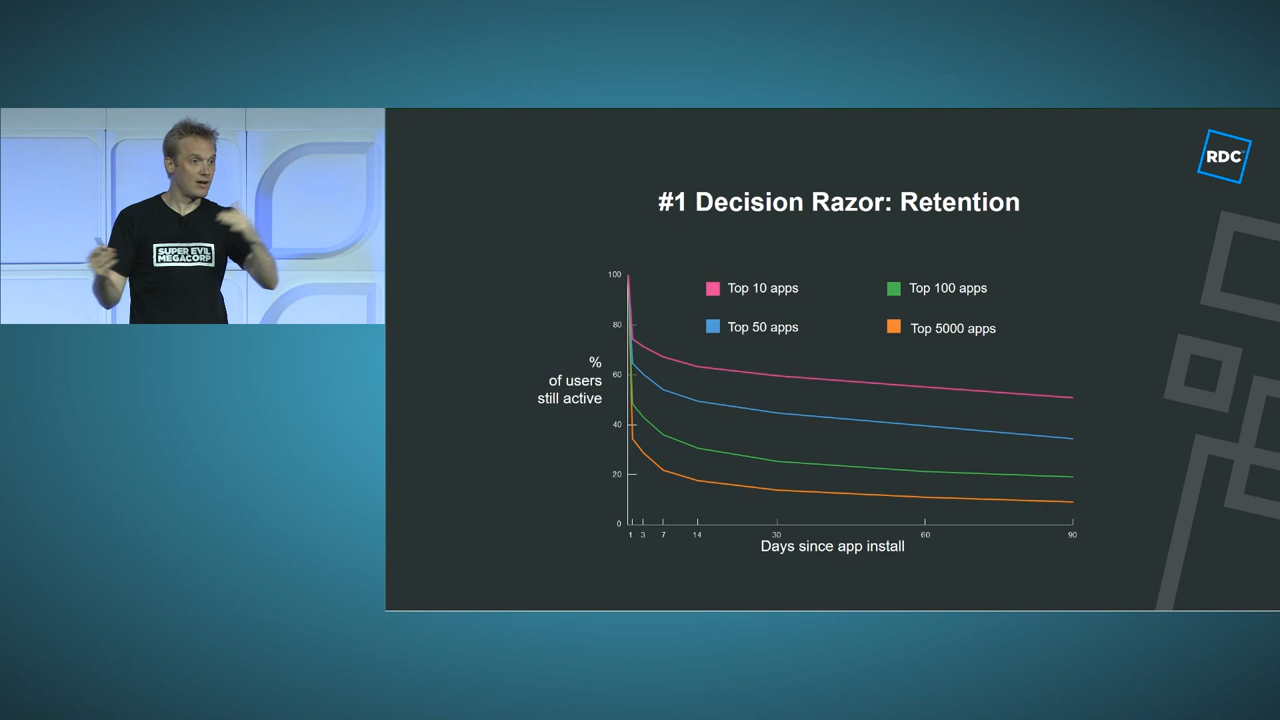 SUPER EVIL
MEGACORP
RDC
#1 Decision Razor: Retention
Top 10 apps
Top 100 apps
Top 50 apps
Top 5000 apps
%
of users
still active
100
80
60
40
20
0
1 3 7 14 30 60 90
Days since app install